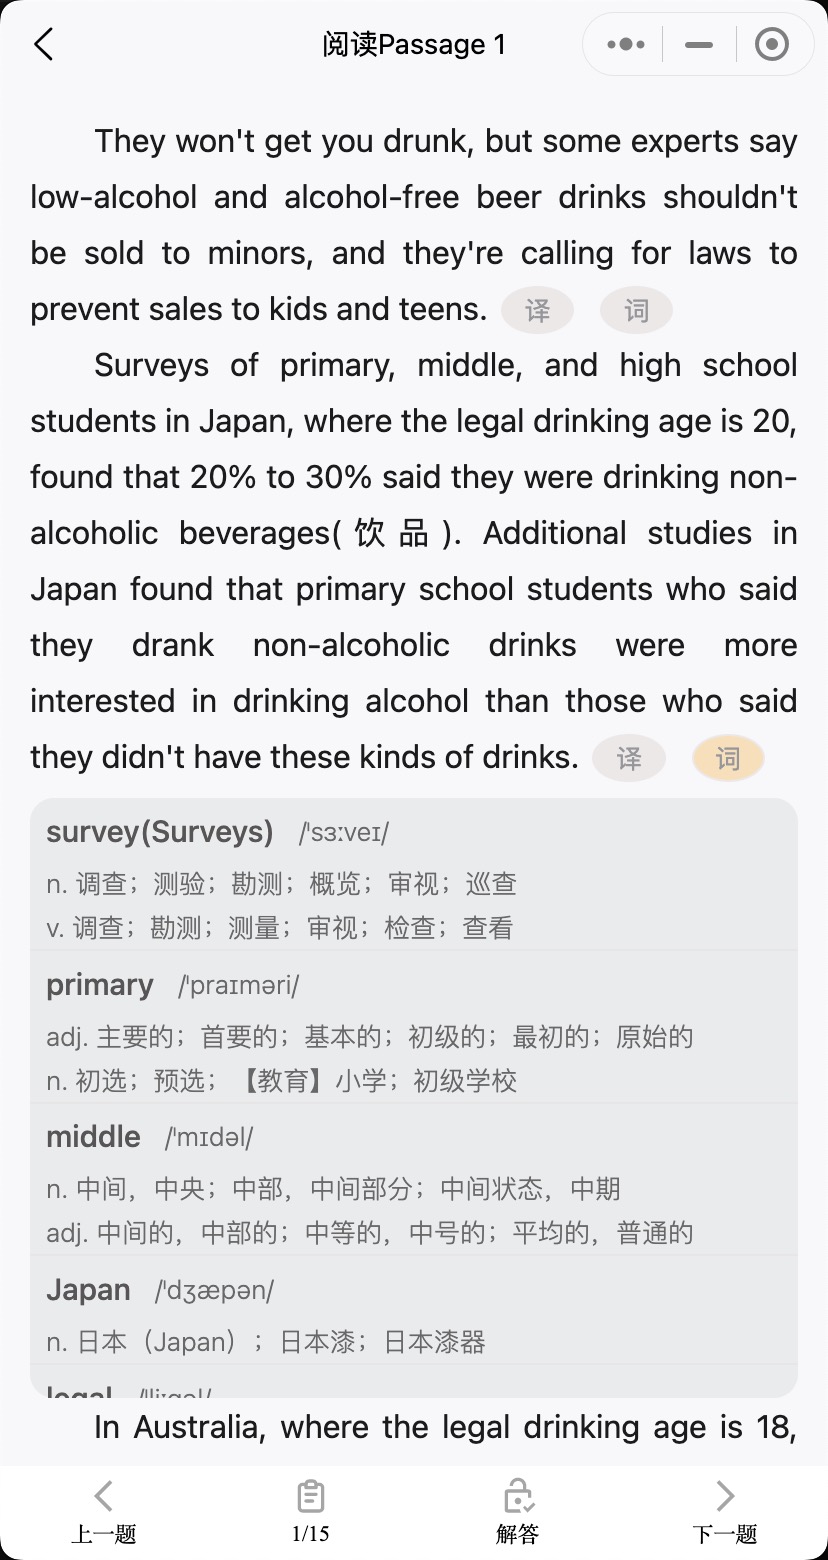 阅读Passage 1
They won't get you drunk, but some experts say
low-alcohol and alcohol-free beer drinks shouldn't
be sold to minors, and they're calling for laws to
prevent sales to kids and teens. 译 词
Surveys of primary, middle, and high school
students in Japan, where the legal drinking age is 20,
found that 20% to 30% said they were drinking non-
alcoholic beverages(饮品). Additional studies in
Japan found that primary school students who said
they drank non-alcoholic drinks were more
interested in drinking alcohol than those who said
they didn't have these kinds of drinks. 译 词
survey(Surveys) /'sɜːveɪ/
n. 调查；测验；勘测；概览；审视；巡查
v. 调查；勘测；测量；审视；检查；查看
primary /'praɪməri/
adj. 主要的；首要的；基本的；初级的；最初的；原始的
n. 初选；预选；【教育】小学；初级学校
middle /'mɪdəl/
n. 中间，中央；中部，中间部分；中间状态，中期
adj. 中间的，中部的；中等的，中号的；平均的，普通的
Japan /'dʒæpən/
n. 日本（Japan）；日本漆；日本漆器
legal /'liːgəl/
In Australia, where the legal drinking age is 18,
上一题 1/15 解答 下一题